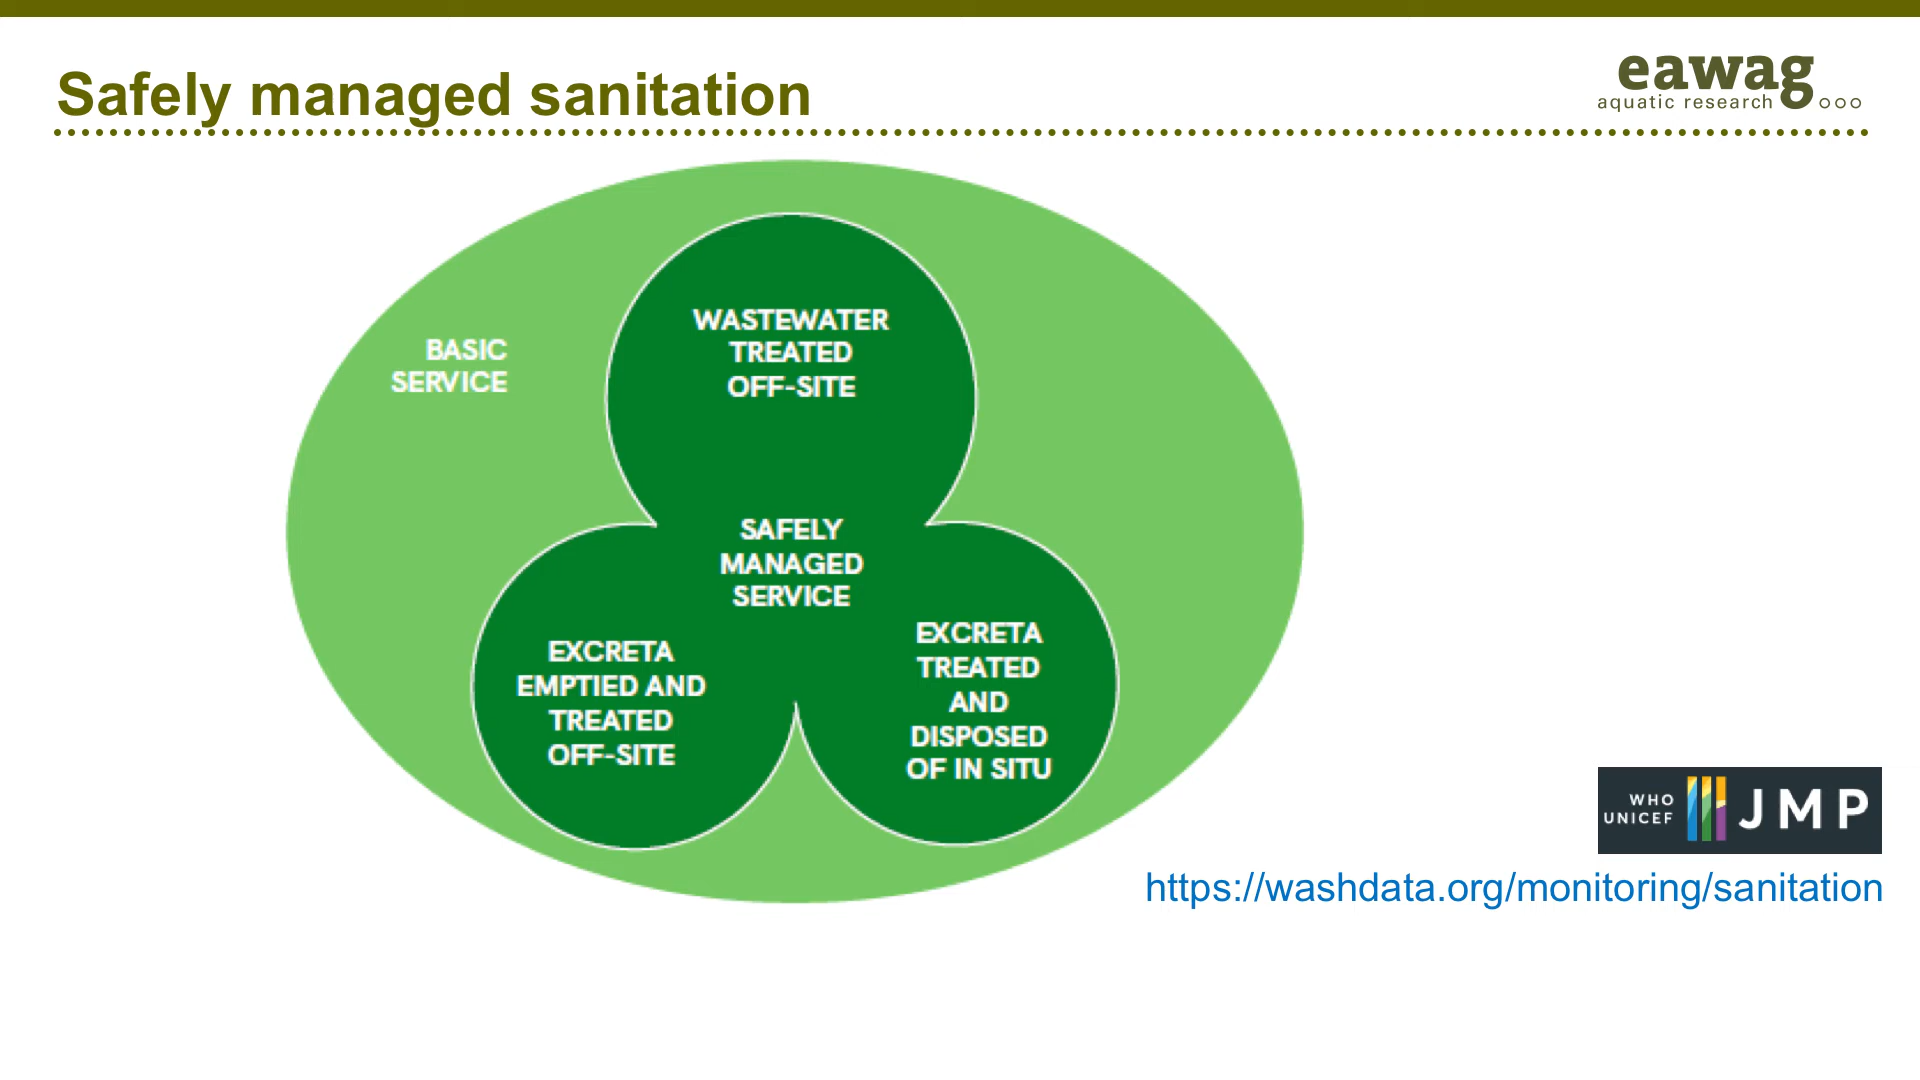 Safely managed sanitation
eawag
aquatic research
BASIC
SERVICE
WASTEWATER
TREATED
OFF-SITE
SAFELY
MANAGED
SERVICE
EXCRETA
EMPTIED AND
TREATED
OFF-SITE
EXCRETA
TREATED
AND
DISPOSED
OF IN SITU
WHO
UNICEF
JMP
https://washdata.org/monitoring/sanitation